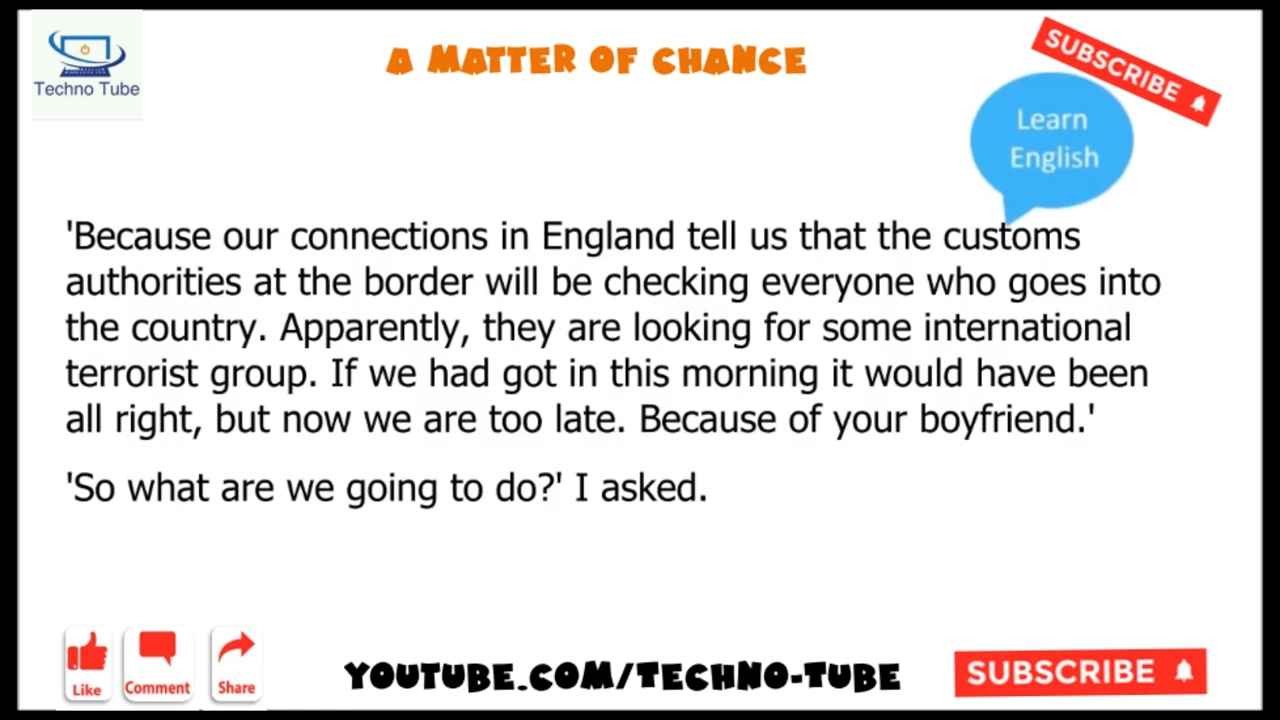 A MATTER OF CHANCE
SUBSCRIBE
Techno Tube
Learn
English
'Because our connections in England tell us that the customs
authorities at the border will be checking everyone who goes into
the country. Apparently, they are looking for some international
terrorist group. If we had got in this morning it would have been
all right, but now we are too late. Because of your boyfriend.'
'So what are we going to do?' I asked.
Like
Comment
Share
YOUTUBE.COM/TECHNO-TUBE
SUBSCRIBE